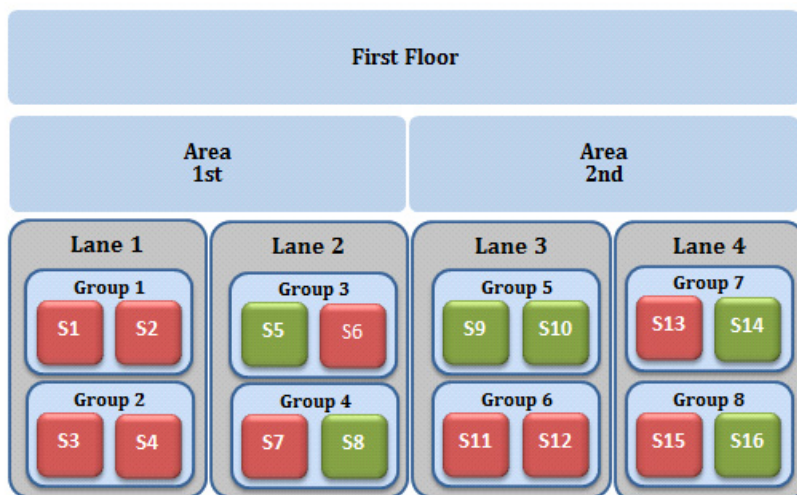 First Floor
Area
1st
Area
2nd
Lane 1
Lane 2
Lane 3
Lane 4
Group 1
Group 3
Group 5
Group 7
S1 S2
S5 S6
S9 S10
S13 S14
Group 2
Group 4
Group 6
Group 8
S3 S4
S7 S8
S11 S12
S15 S16